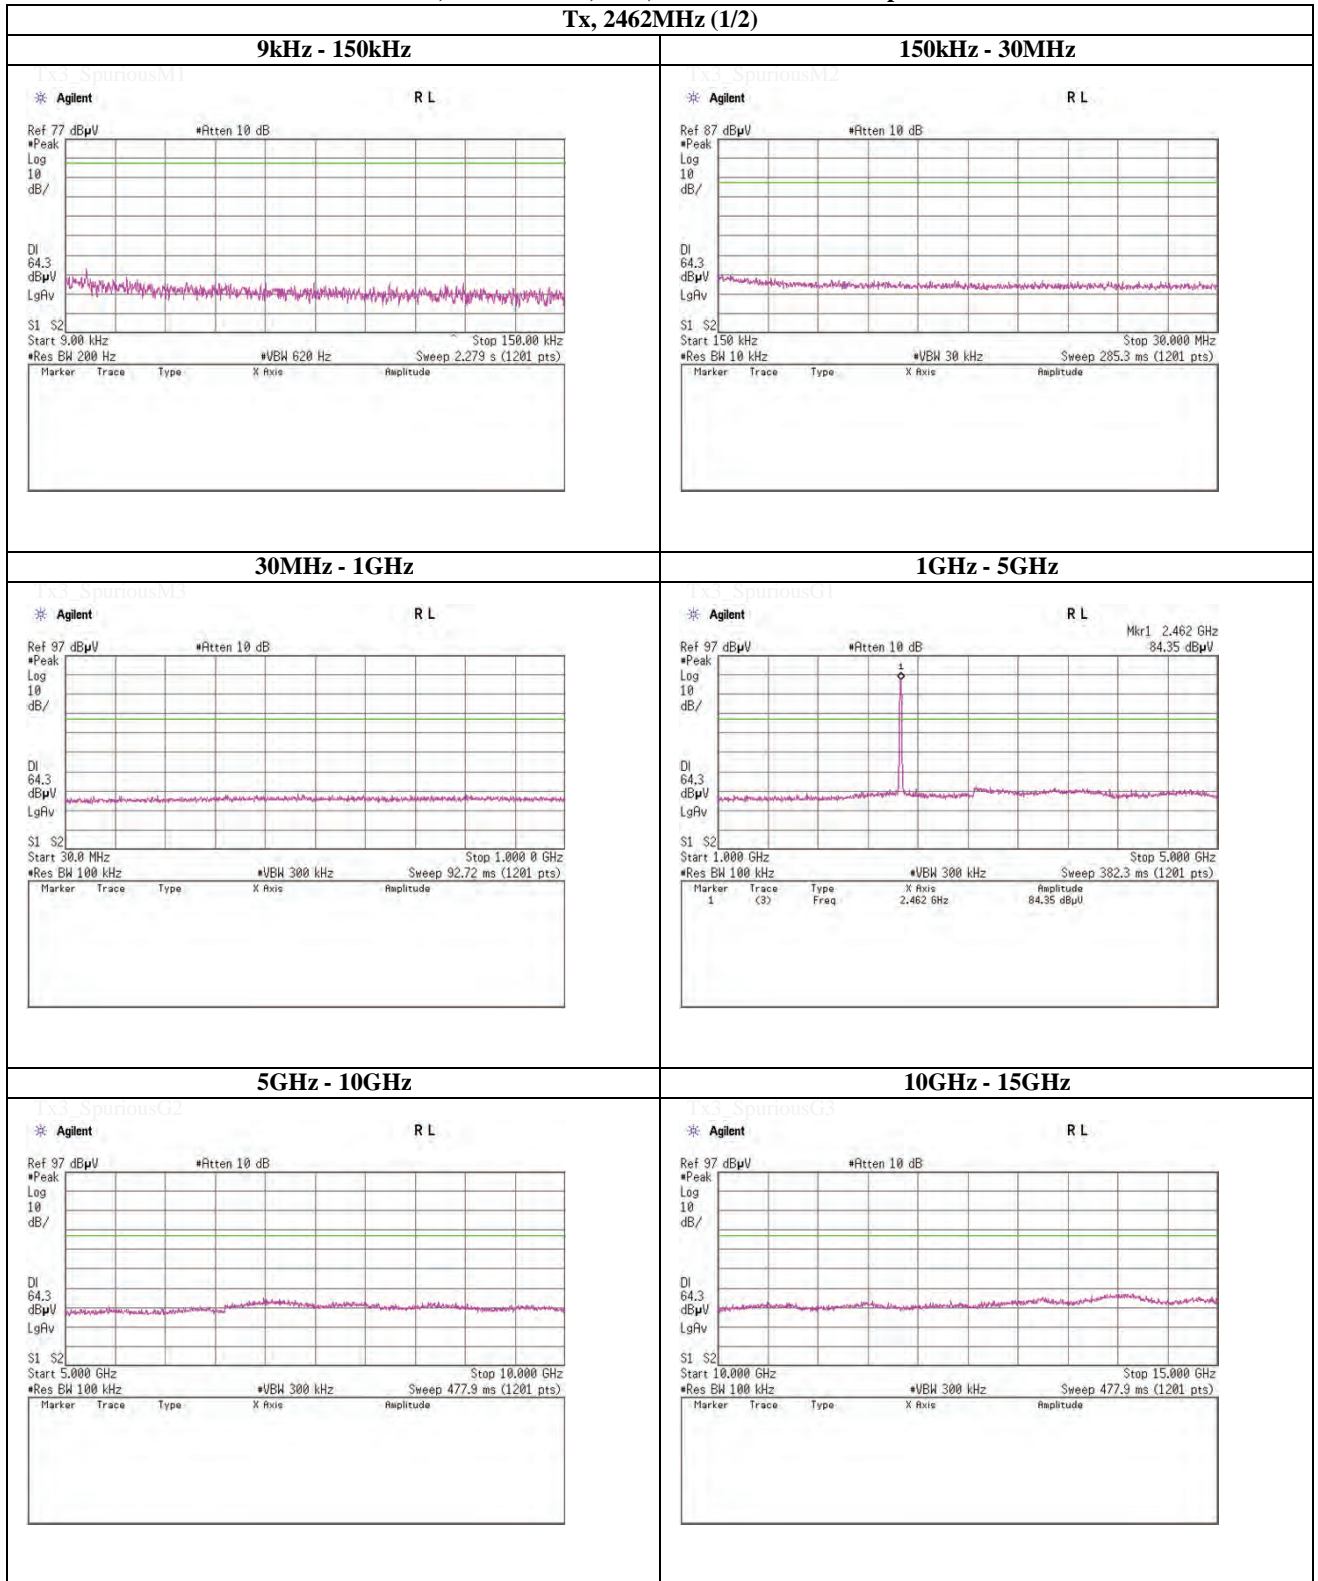 Tx, 2462MHz (1/2)
9kHz - 150kHz
150kHz - 30MHz
Tx3_SpuriousM1
Agilent
R L
Ref 77 dBµV
#Atten 10 dB
#Peak
Log
10
dB/
DI
64.3
dBµV
LgAv
S1 S2
Start 9.00 kHz
Stop 150.00 kHz
#Res BW 200 Hz
#VBW 620 Hz
Sweep 2.279 s (1201 pts)
Marker Trace Type X Axis Amplitude
Tx3_SpuriousM2
Agilent
R L
Ref 87 dBµV
#Atten 10 dB
#Peak
Log
10
dB/
DI
64.3
dBµV
LgAv
S1 S2
Start 150 kHz
Stop 30.000 MHz
#Res BW 10 kHz
#VBW 30 kHz
Sweep 285.3 ms (1201 pts)
Marker Trace Type X Axis Amplitude
30MHz - 1GHz
1GHz - 5GHz
Tx3_SpuriousM3
Agilent
R L
Ref 97 dBµV
#Atten 10 dB
#Peak
Log
10
dB/
DI
64.3
dBµV
LgAv
S1 S2
Start 30.0 MHz
Stop 1.000 0 GHz
#Res BW 100 kHz
#VBW 300 kHz
Sweep 92.72 ms (1201 pts)
Marker Trace Type X Axis Amplitude
Tx3_SpuriousG1
Agilent
R L
Mkr1 2.462 GHz
Ref 97 dBµV
#Atten 10 dB
84.35 dBµV
#Peak
Log
10
dB/
1
DI
64.3
dBµV
LgAv
S1 S2
Start 1.000 GHz
Stop 5.000 GHz
#Res BW 100 kHz
#VBW 300 kHz
Sweep 382.3 ms (1201 pts)
Marker Trace Type X Axis Amplitude
1 (3) Freq 2.462 GHz 84.35 dBµV
5GHz - 10GHz
10GHz - 15GHz
Tx3_SpuriousG2
Agilent
R L
Ref 97 dBµV
#Atten 10 dB
#Peak
Log
10
dB/
DI
64.3
dBµV
LgAv
S1 S2
Start 5.000 GHz
Stop 10.000 GHz
#Res BW 100 kHz
#VBW 300 kHz
Sweep 477.9 ms (1201 pts)
Marker Trace Type X Axis Amplitude
Tx3_SpuriousG3
Agilent
R L
Ref 97 dBµV
#Atten 10 dB
#Peak
Log
10
dB/
DI
64.3
dBµV
LgAv
S1 S2
Start 10.000 GHz
Stop 15.000 GHz
#Res BW 100 kHz
#VBW 300 kHz
Sweep 477.9 ms (1201 pts)
Marker Trace Type X Axis Amplitude